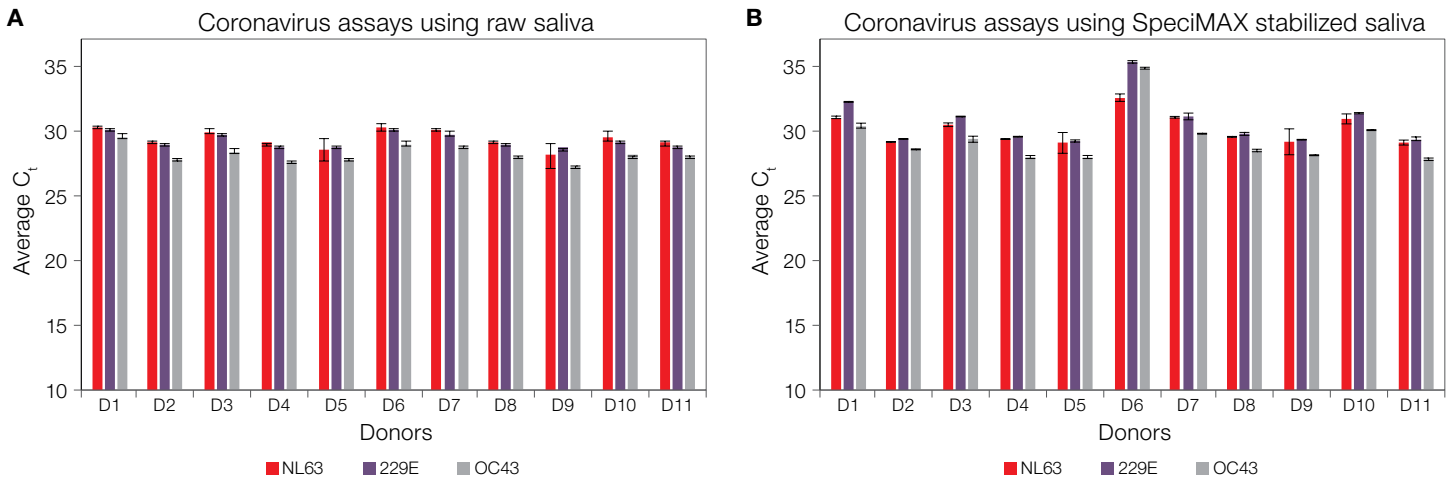 A
Coronavirus assays using raw saliva
Average Ct
35
30
25
20
15
10
D1 D2 D3 D4 D5 D6 D7 D8 D9 D10 D11
Donors
NL63 229E OC43
B
Coronavirus assays using SpeciMAX stabilized saliva
Average Ct
35
30
25
20
15
10
D1 D2 D3 D4 D5 D6 D7 D8 D9 D10 D11
Donors
NL63 229E OC43